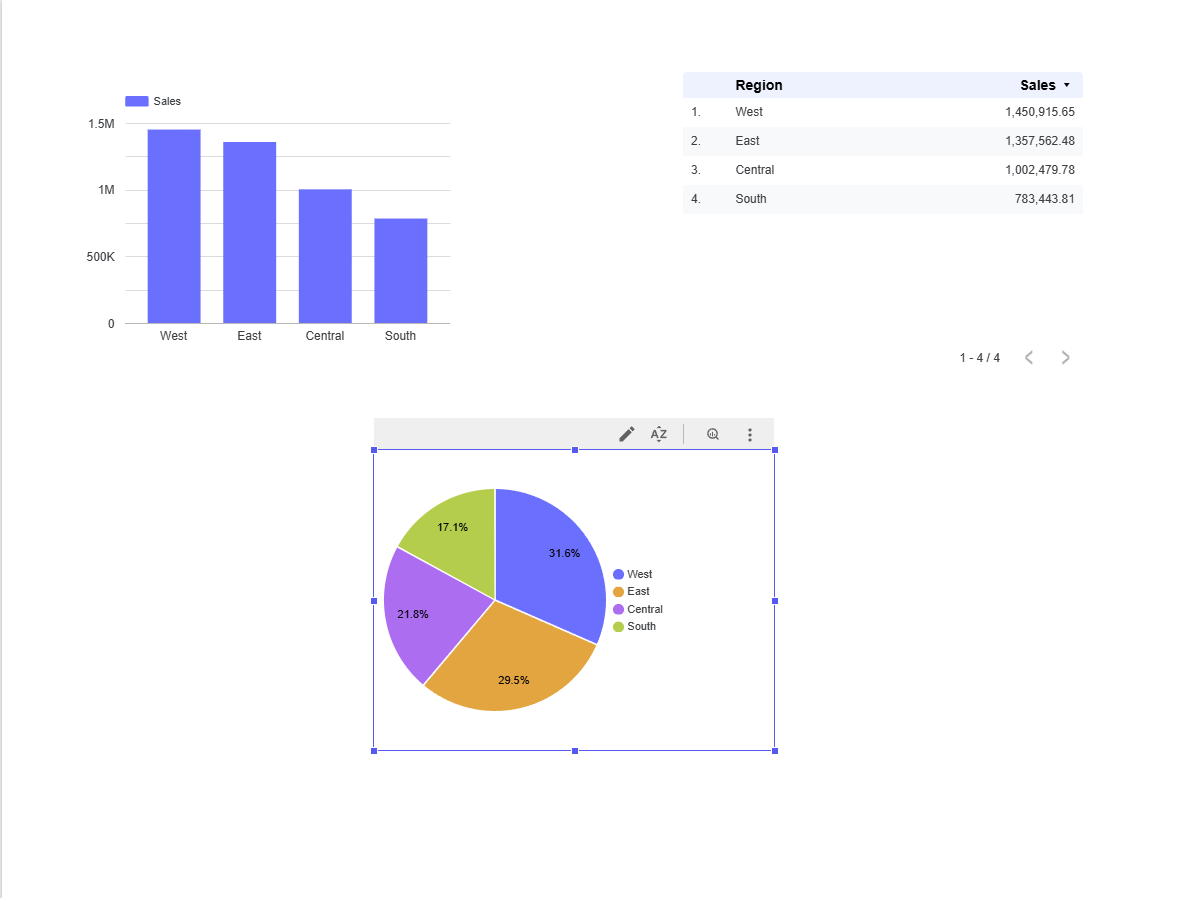 Sales
1.5M
1M
500K
0
West East Central South
Region Sales
1. West 1,450,915.65
2. East 1,357,562.48
3. Central 1,002,479.78
4. South 783,443.81
1 - 4 / 4
AZ
17.1%
31.6%
21.8%
29.5%
West
East
Central
South